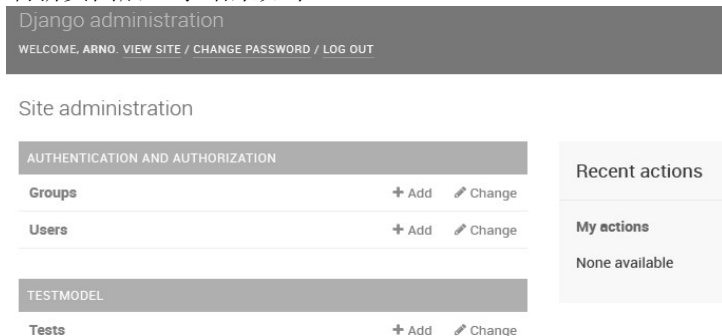 Django administration
WELCOME, ARNO. VIEW SITE / CHANGE PASSWORD / LOG OUT
Site administration
AUTHENTICATION AND AUTHORIZATION
Groups + Add Change
Users + Add Change
TESTMODEL
Tests + Add Change
Recent actions
My actions
None available